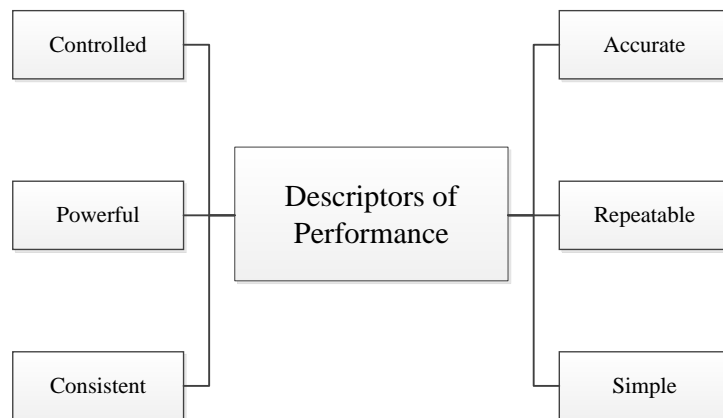 Controlled
Accurate
Descriptors of
Performance
Powerful
Repeatable
Consistent
Simple